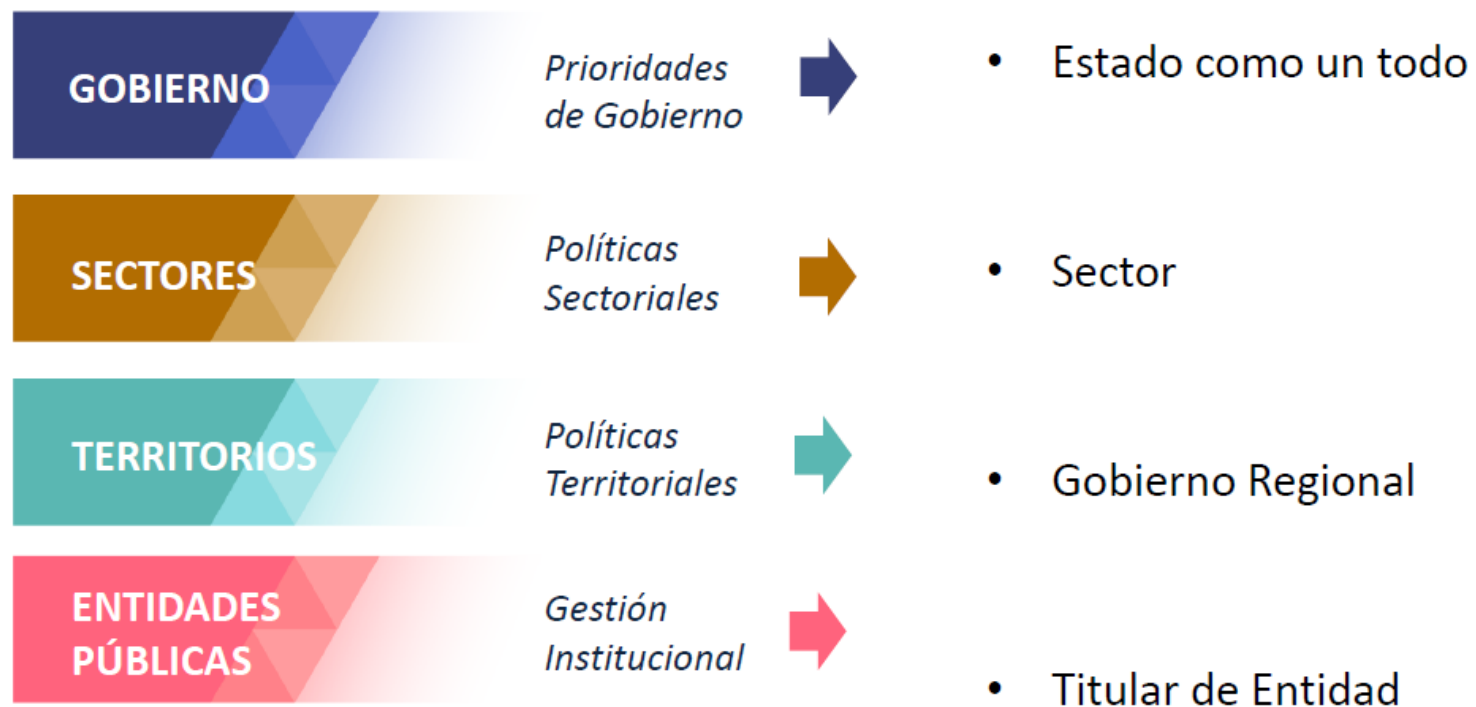 GOBIERNO
Prioridades
de Gobierno
• Estado como un todo
SECTORES
Políticas
Sectoriales
• Sector
TERRITORIOS
Políticas
Territoriales
• Gobierno Regional
ENTIDADES
PÚBLICAS
Gestión
Institucional
• Titular de Entidad